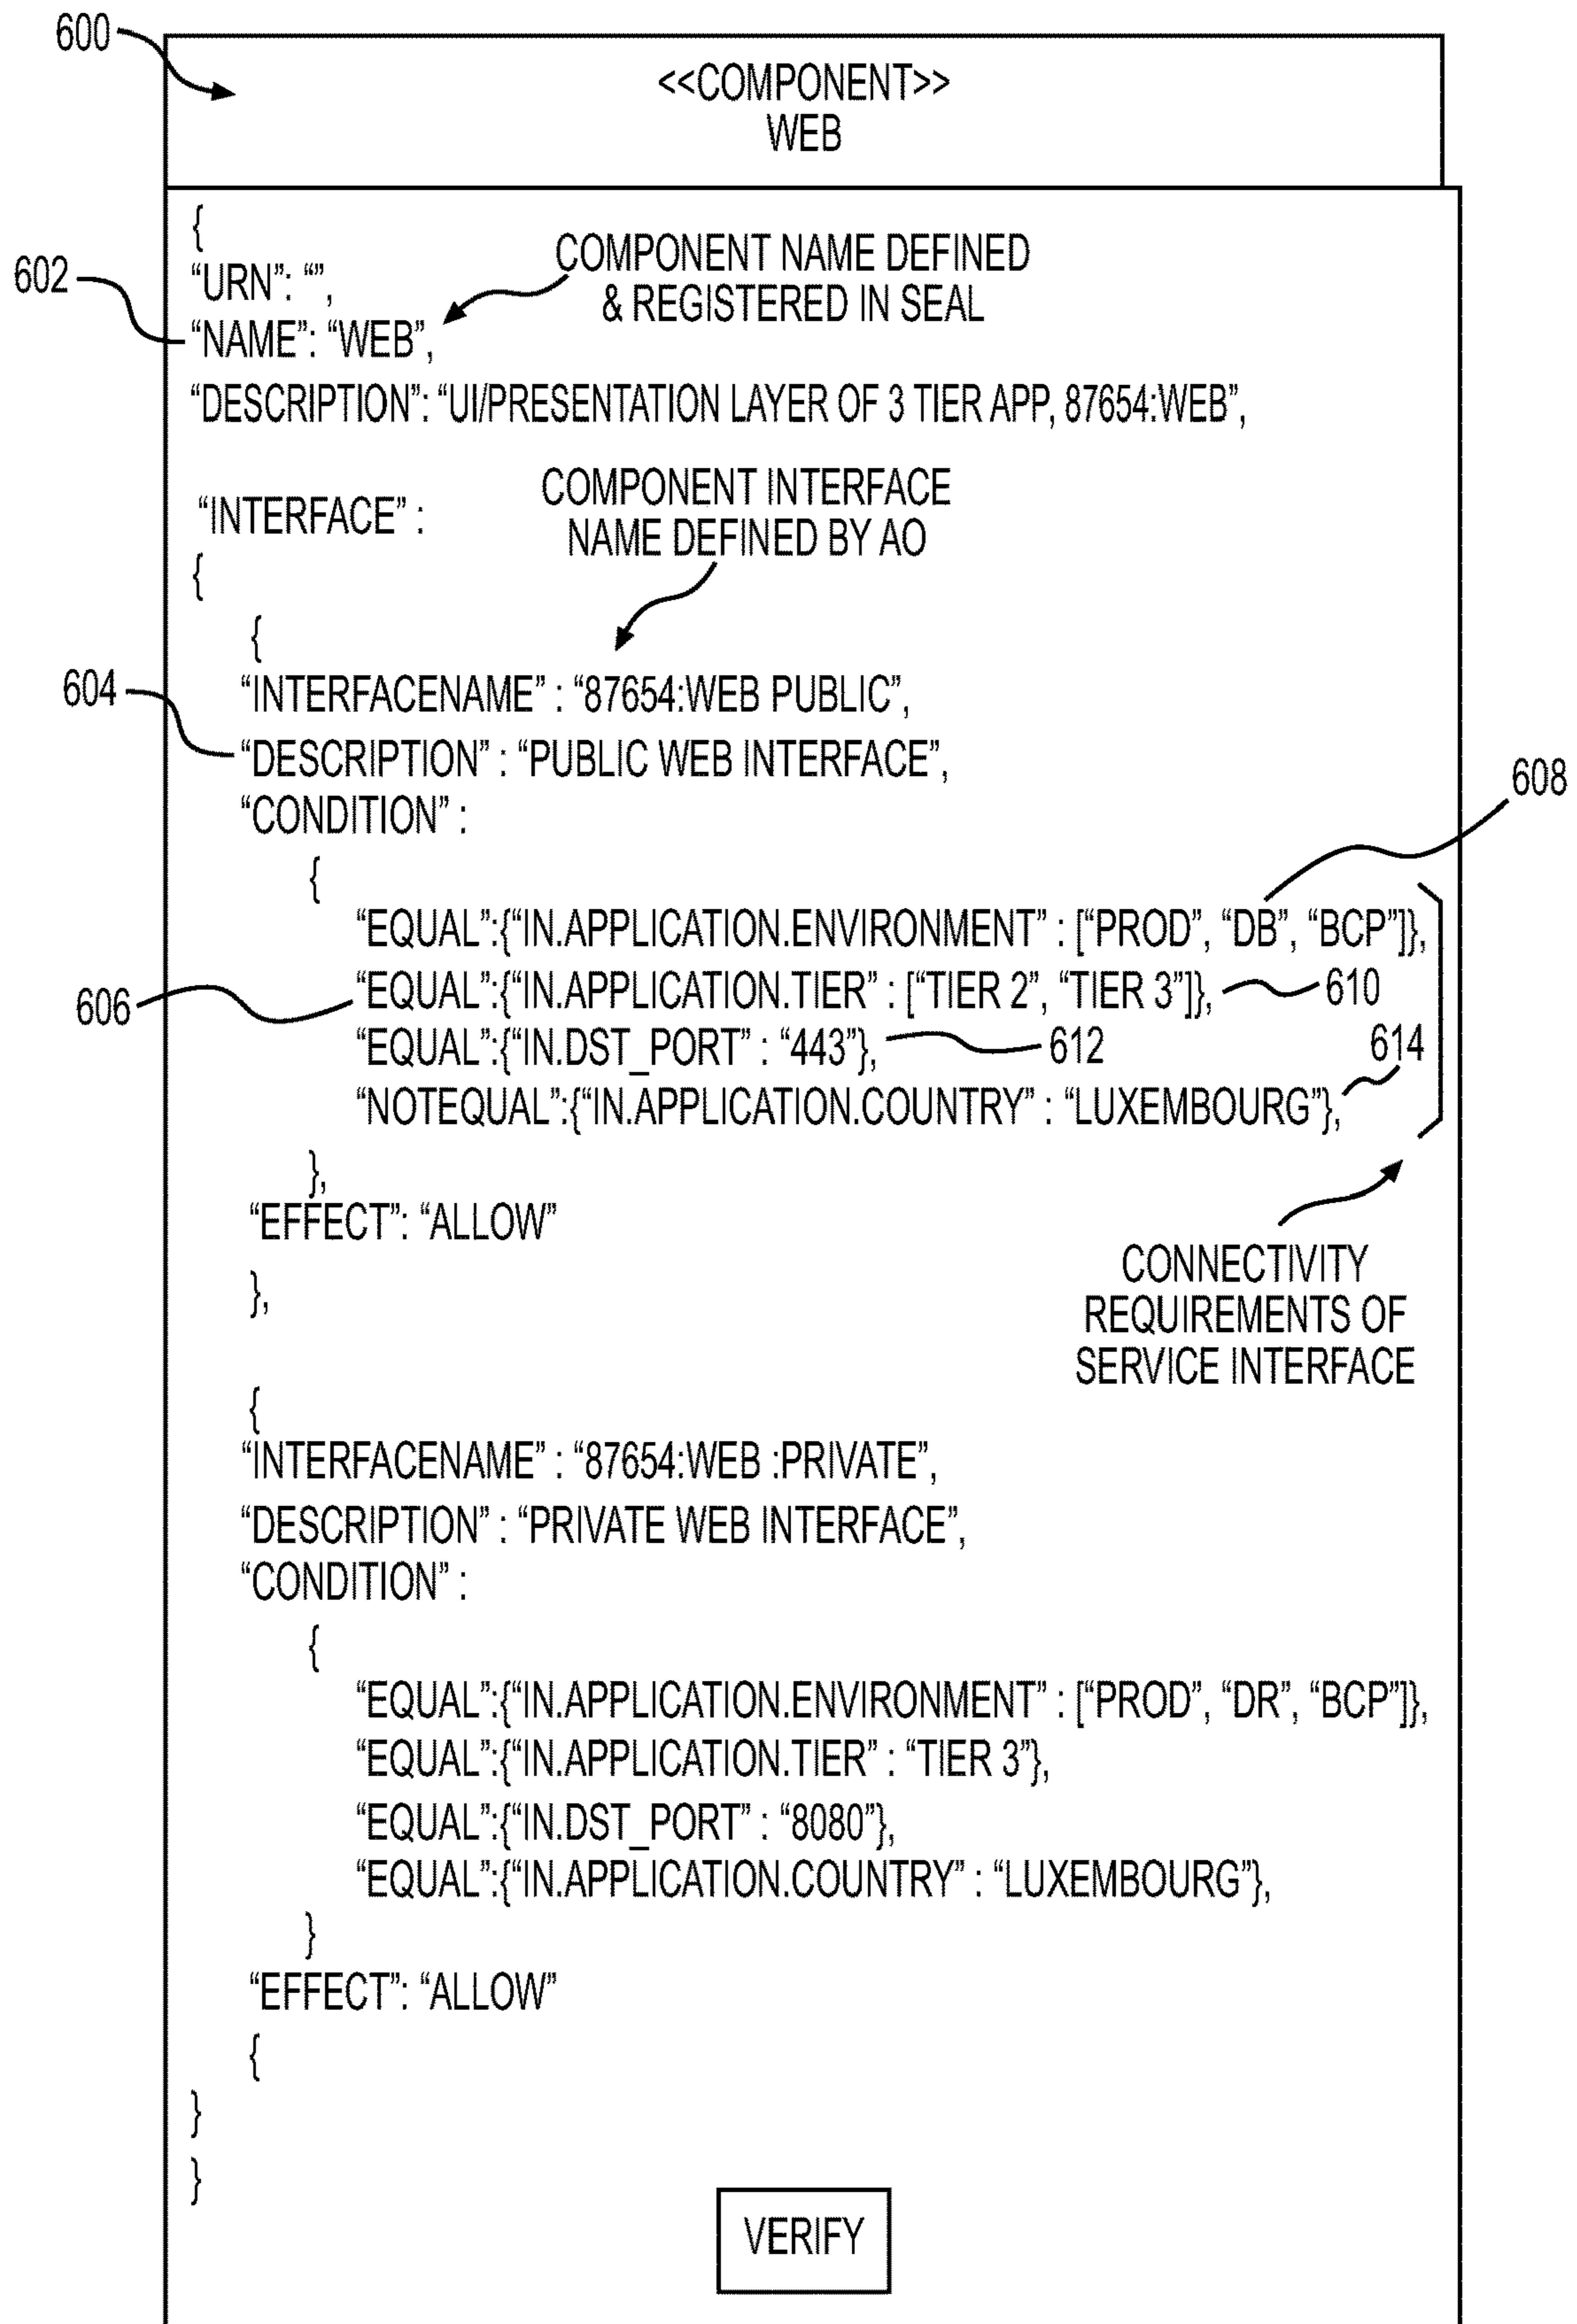 600
<<COMPONENT>>
WEB
{
COMPONENT NAME DEFINED
& REGISTERED IN SEAL
602
“URN”: “”,
“NAME”: “WEB”,
“DESCRIPTION”: “UI/PRESENTATION LAYER OF 3 TIER APP, 87654:WEB”,
COMPONENT INTERFACE
NAME DEFINED BY AO
“INTERFACE” :
{
{
604
“INTERFACENAME” : “87654:WEB PUBLIC”,
“DESCRIPTION” : “PUBLIC WEB INTERFACE”,
“CONDITION” :
608
{
“EQUAL”:{“IN.APPLICATION.ENVIRONMENT” : [“PROD”, “DB”, “BCP”]},
606
“EQUAL”:{“IN.APPLICATION.TIER” : [“TIER 2”, “TIER 3”]},
610
“EQUAL”:{“IN.DST_PORT” : “443”},
612
614
“NOTEQUAL”:{“IN.APPLICATION.COUNTRY” : “LUXEMBOURG”},
},
“EFFECT”: “ALLOW”
},
CONNECTIVITY
REQUIREMENTS OF
SERVICE INTERFACE
{
“INTERFACENAME” : “87654:WEB :PRIVATE”,
“DESCRIPTION” : “PRIVATE WEB INTERFACE”,
“CONDITION” :
{
“EQUAL”:{“IN.APPLICATION.ENVIRONMENT” : [“PROD”, “DR”, “BCP”]},
“EQUAL”:{“IN.APPLICATION.TIER” : “TIER 3”},
“EQUAL”:{“IN.DST_PORT” : “8080”},
“EQUAL”:{“IN.APPLICATION.COUNTRY” : “LUXEMBOURG”},
}
“EFFECT”: “ALLOW”
{
}
}
VERIFY